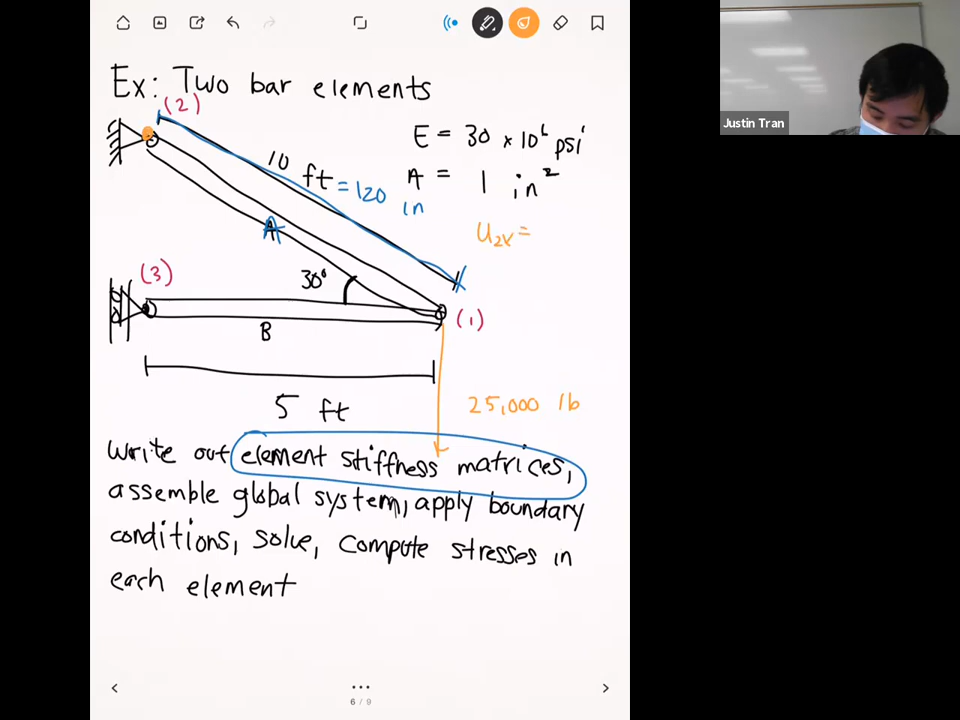 Ex: Two bar elements
(2)
E = 30 × 10⁶ psi
10 ft = 120 in
A = 1 in²
A
u₂ₓ =
(3)
30°
(1)
B
5 ft
25,000 lb
Write out element stiffness matrices,
assemble global system, apply boundary
conditions, solve, compute stresses in
each element
6 / 9
Justin Tran